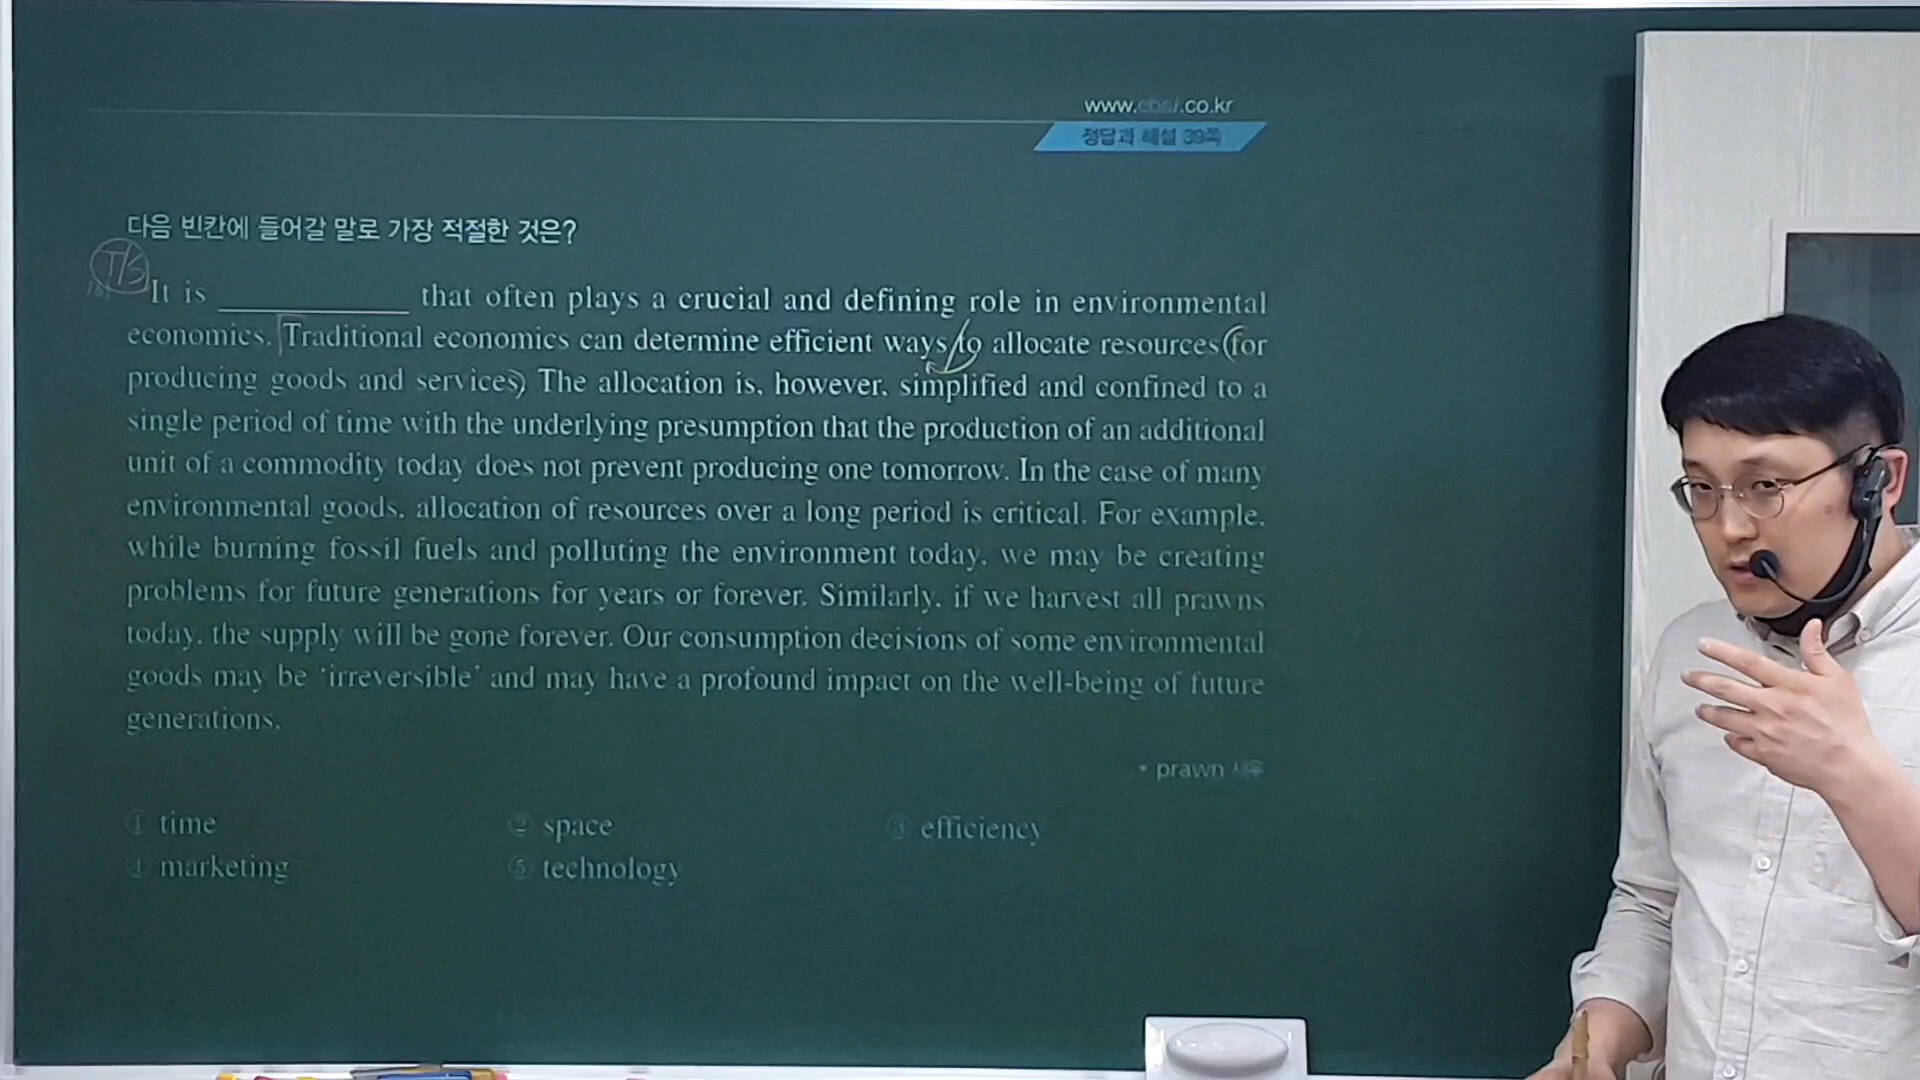 www.ebsi.co.kr
정답과 해설 39쪽
다음 빈칸에 들어갈 말로 가장 적절한 것은?
T/S
It is ____________ that often plays a crucial and defining role in environmental
economics. Traditional economics can determine efficient ways to allocate resources for
producing goods and services. The allocation is, however, simplified and confined to a
single period of time with the underlying presumption that the production of an additional
unit of a commodity today does not prevent producing one tomorrow. In the case of many
environmental goods, allocation of resources over a long period is critical. For example,
while burning fossil fuels and polluting the environment today, we may be creating
problems for future generations for years or forever. Similarly, if we harvest all prawns
today, the supply will be gone forever. Our consumption decisions of some environmental
goods may be ‘irreversible’ and may have a profound impact on the well-being of future
generations.
* prawn 새우
① time ② space ③ efficiency
④ marketing ⑤ technology